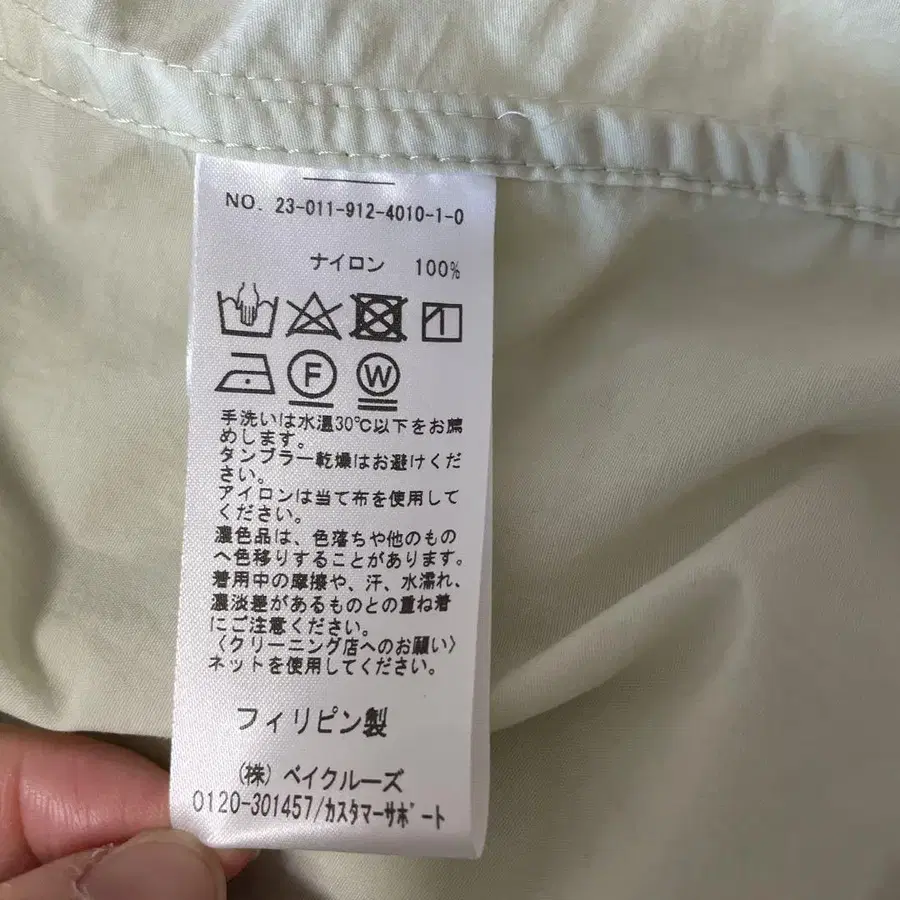 NO. 23-011-912-4010-1-0
ナイロン 100%
F W
手洗いは水温30℃以下をお薦
めします。
タンブラー乾燥はお避けくだ
さい。
アイロンは当て布を使用して
ください。
濃色品は、色落ちや他のもの
へ色移りすることがあります。
着用中の摩擦や、汗、水濡れ、
濃淡差があるものとの重ね着
にご注意ください。
〈クリーニング店へのお願い〉
ネットを使用してください。
フィリピン製
(株) ベイクルーズ
0120-301457/カスタマーサポート